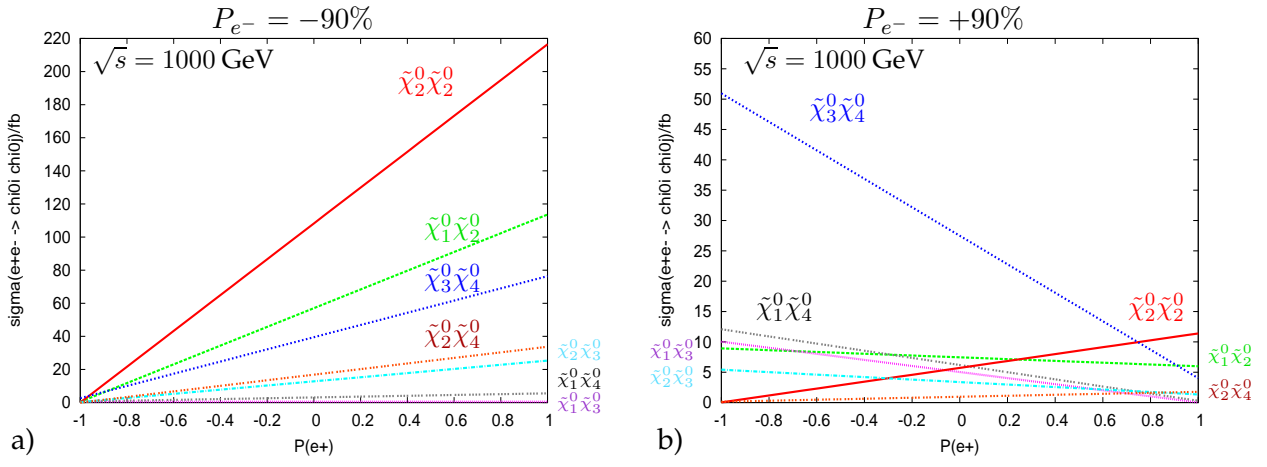 P_{e^-} = −90%
√s = 1000 GeV
sigma(e+e- -> chi0i chi0j)/fb
220
200
180
160
140
120
100
80
60
40
20
0
χ̃⁰₂χ̃⁰₂
χ̃⁰₁χ̃⁰₂
χ̃⁰₃χ̃⁰₄
χ̃⁰₂χ̃⁰₄
χ̃⁰₂χ̃⁰₃
χ̃⁰₁χ̃⁰₄
χ̃⁰₁χ̃⁰₃
-1 -0.8 -0.6 -0.4 -0.2 0 0.2 0.4 0.6 0.8 1
P(e+)
a)
P_{e^-} = +90%
√s = 1000 GeV
sigma(e+e- -> chi0i chi0j)/fb
60
55
50
45
40
35
30
25
20
15
10
5
0
χ̃⁰₃χ̃⁰₄
χ̃⁰₁χ̃⁰₄
χ̃⁰₂χ̃⁰₂
χ̃⁰₁χ̃⁰₃
χ̃⁰₁χ̃⁰₂
χ̃⁰₂χ̃⁰₃
χ̃⁰₂χ̃⁰₄
-1 -0.8 -0.6 -0.4 -0.2 0 0.2 0.4 0.6 0.8 1
P(e+)
b)